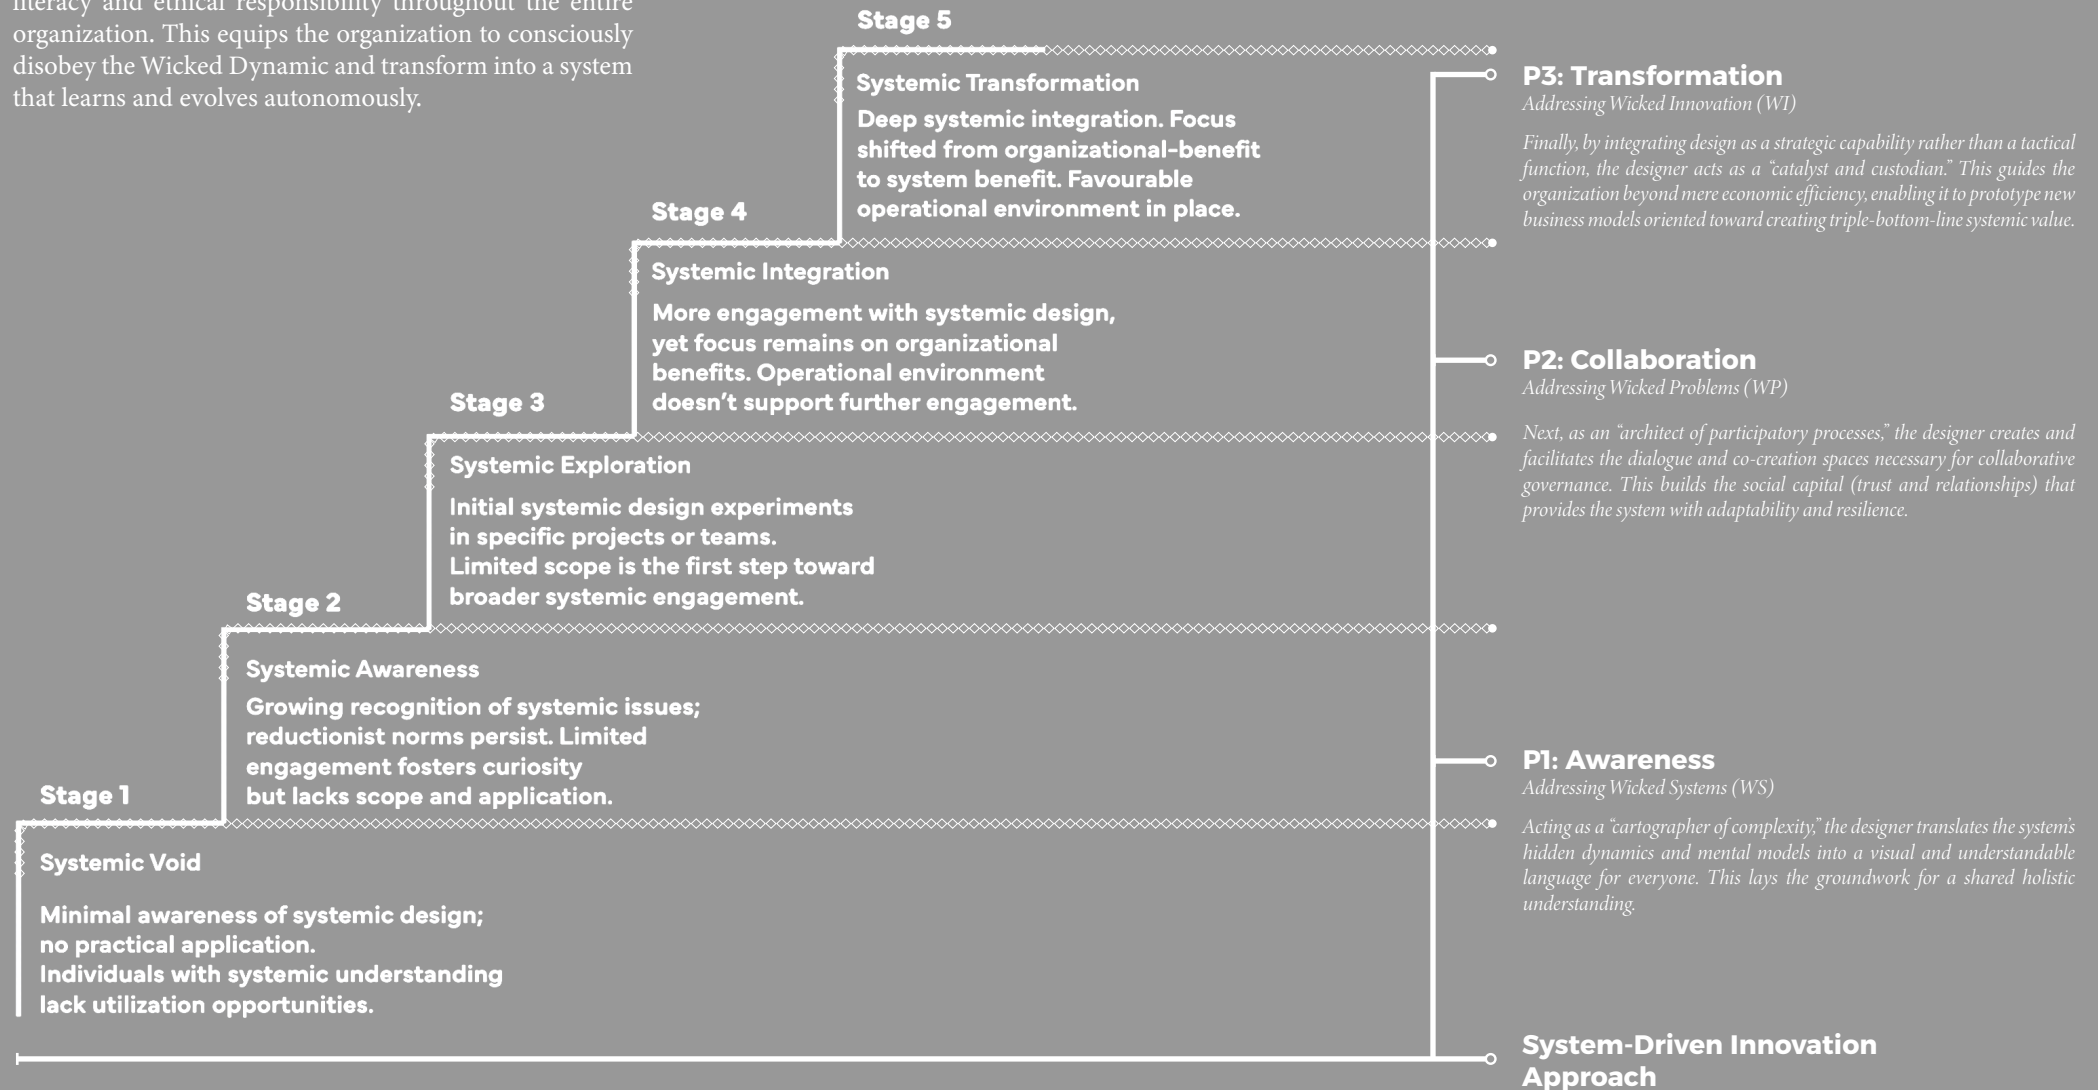 literacy and ethical responsibility throughout the entire
organization. This equips the organization to consciously
disobey the Wicked Dynamic and transform into a system
that learns and evolves autonomously.
Stage 5
Systemic Transformation
Deep systemic integration. Focus
shifted from organizational-benefit
to system benefit. Favourable
operational environment in place.
Stage 4
Systemic Integration
More engagement with systemic design,
yet focus remains on organizational
benefits. Operational environment
doesn't support further engagement.
Stage 3
Systemic Exploration
Initial systemic design experiments
in specific projects or teams.
Limited scope is the first step toward
broader systemic engagement.
Stage 2
Systemic Awareness
Growing recognition of systemic issues;
reductionist norms persist. Limited
engagement fosters curiosity
but lacks scope and application.
Stage 1
Systemic Void
Minimal awareness of systemic design;
no practical application.
Individuals with systemic understanding
lack utilization opportunities.
P3: Transformation
Addressing Wicked Innovation (WI)
Finally, by integrating design as a strategic capability rather than a tactical
function, the designer acts as a “catalyst and custodian.” This guides the
organization beyond mere economic efficiency, enabling it to prototype new
business models oriented toward creating triple-bottom-line systemic value.
P2: Collaboration
Addressing Wicked Problems (WP)
Next, as an “architect of participatory processes,” the designer creates and
facilitates the dialogue and co-creation spaces necessary for collaborative
governance. This builds the social capital (trust and relationships) that
provides the system with adaptability and resilience.
P1: Awareness
Addressing Wicked Systems (WS)
Acting as a “cartographer of complexity,” the designer translates the system's
hidden dynamics and mental models into a visual and understandable
language for everyone. This lays the groundwork for a shared holistic
understanding.
System-Driven Innovation
Approach